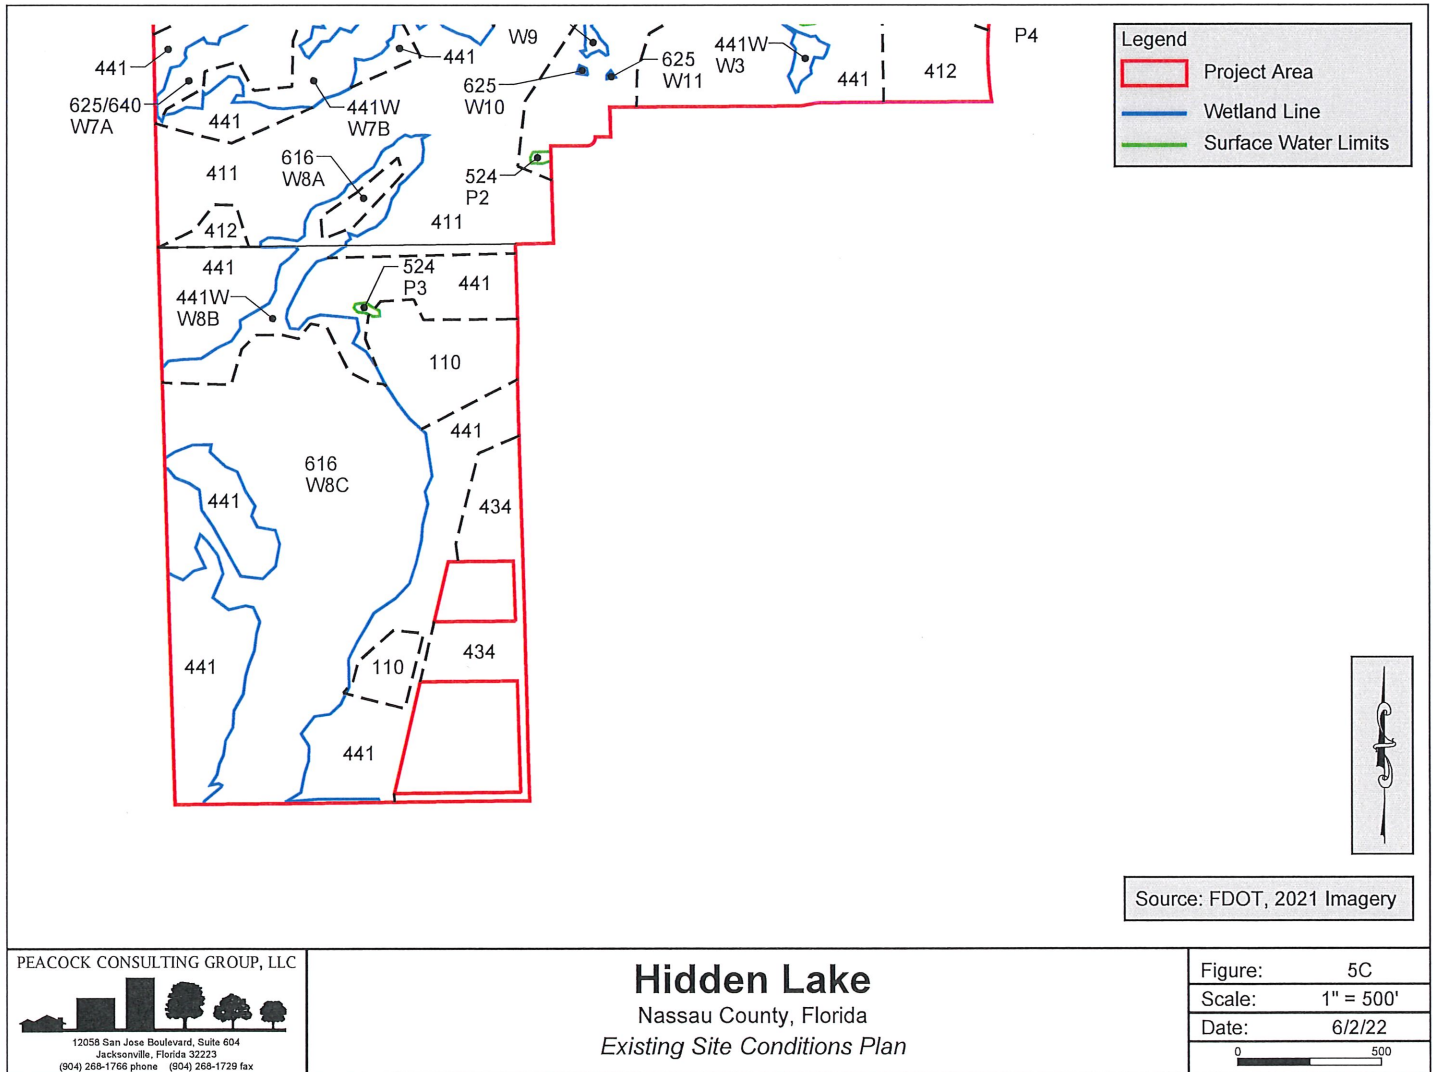 W9
P4
441
441
625
W10
625
W11
441W
W3
441
412
625/640
W7A
441
441W
W7B
616
W8A
411
524
P2
411
412
441
441W
W8B
524
P3
441
110
441
616
W8C
441
434
441
110
434
441
Legend
Project Area
Wetland Line
Surface Water Limits
Source: FDOT, 2021 Imagery
PEACOCK CONSULTING GROUP, LLC
12058 San Jose Boulevard, Suite 604
Jacksonville, Florida 32223
(904) 268-1766 phone (904) 268-1729 fax
Hidden Lake
Nassau County, Florida
Existing Site Conditions Plan
Figure: 5C
Scale: 1" = 500'
Date: 6/2/22
0 500